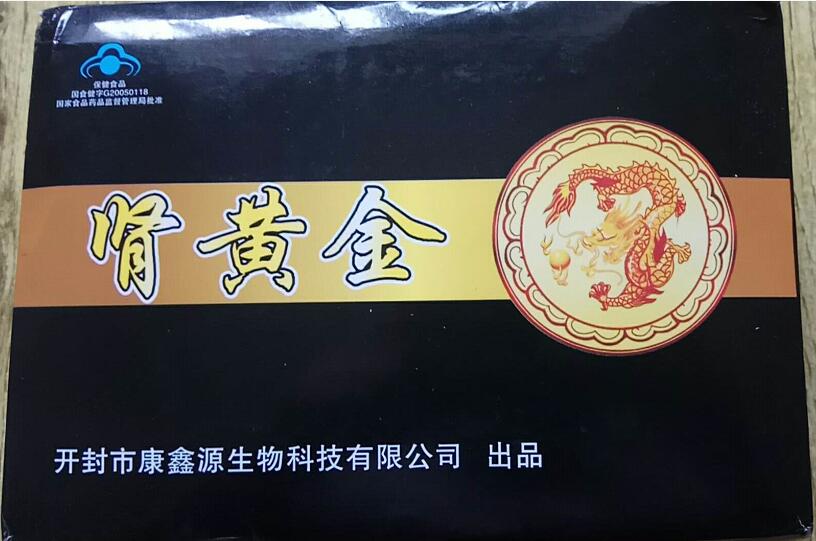 保健食品
国食健字G20050118
国家食品药品监督管理局批准
肾黄金
开封市康鑫源生物科技有限公司 出品